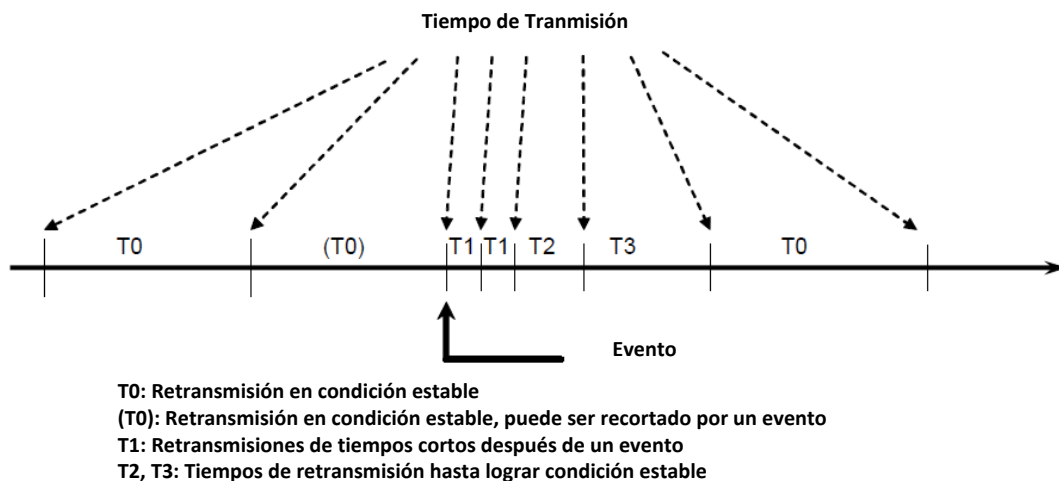 Tiempo de Tranmisión
T0 (T0) T1 T1 T2 T3 T0
Evento
T0: Retransmisión en condición estable
(T0): Retransmisión en condición estable, puede ser recortado por un evento
T1: Retransmisiones de tiempos cortos después de un evento
T2, T3: Tiempos de retransmisión hasta lograr condición estable